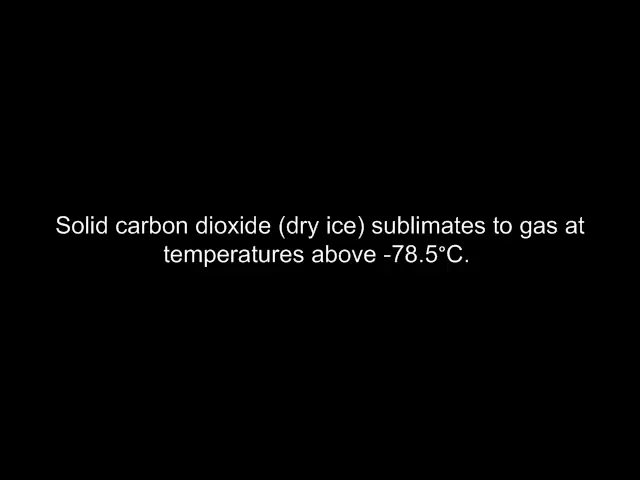 Solid carbon dioxide (dry ice) sublimates to gas at
temperatures above -78.5°C.